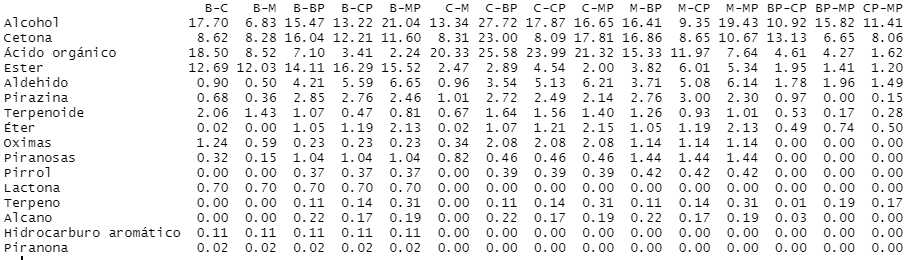 B-C B-M B-BP B-CP B-MP C-M C-BP C-CP C-MP M-BP M-CP M-MP BP-CP BP-MP CP-MP
Alcohol 17.70 6.83 15.47 13.22 21.04 13.34 27.72 17.87 16.65 16.41 9.35 19.43 10.92 15.82 11.41
Cetona 8.62 8.28 16.04 12.21 11.60 8.31 23.00 8.09 17.81 16.86 8.65 10.67 13.13 6.65 8.06
Ácido orgánico 18.50 8.52 7.10 3.41 2.24 20.33 25.58 23.99 21.32 15.33 11.97 7.64 4.61 4.27 1.62
Ester 12.69 12.03 14.11 16.29 15.52 2.47 2.89 4.54 2.00 3.82 6.01 5.34 1.95 1.41 1.20
Aldehido 0.90 0.50 4.21 5.59 6.65 0.96 3.54 5.13 6.21 3.71 5.08 6.14 1.78 1.96 1.49
Pirazina 0.68 0.36 2.85 2.76 2.46 1.01 2.72 2.49 2.14 2.76 3.00 2.30 0.97 0.00 0.15
Terpenoide 2.06 1.43 1.07 0.47 0.81 0.67 1.64 1.56 1.40 1.26 0.93 1.01 0.53 0.17 0.28
Éter 0.02 0.00 1.05 1.19 2.13 0.02 1.07 1.21 2.15 1.05 1.19 2.13 0.49 0.74 0.50
Oximas 1.24 0.59 0.23 0.23 0.23 0.34 2.08 2.08 2.08 1.14 1.14 1.14 0.00 0.00 0.00
Piranosas 0.32 0.15 1.04 1.04 1.04 0.82 0.46 0.46 0.46 1.44 1.44 1.44 0.00 0.00 0.00
Pirrol 0.00 0.00 0.37 0.37 0.37 0.00 0.39 0.39 0.39 0.42 0.42 0.42 0.00 0.00 0.00
Lactona 0.70 0.70 0.70 0.70 0.70 0.00 0.00 0.00 0.00 0.00 0.00 0.00 0.00 0.00 0.00
Terpeno 0.00 0.00 0.11 0.14 0.31 0.00 0.11 0.14 0.31 0.11 0.14 0.31 0.01 0.19 0.17
Alcano 0.00 0.00 0.22 0.17 0.19 0.00 0.22 0.17 0.19 0.22 0.17 0.19 0.03 0.00 0.00
Hidrocarburo aromático 0.11 0.11 0.11 0.11 0.11 0.00 0.00 0.00 0.00 0.00 0.00 0.00 0.00 0.00 0.00
Piranona 0.02 0.02 0.02 0.02 0.02 0.00 0.00 0.00 0.00 0.00 0.00 0.00 0.00 0.00 0.00